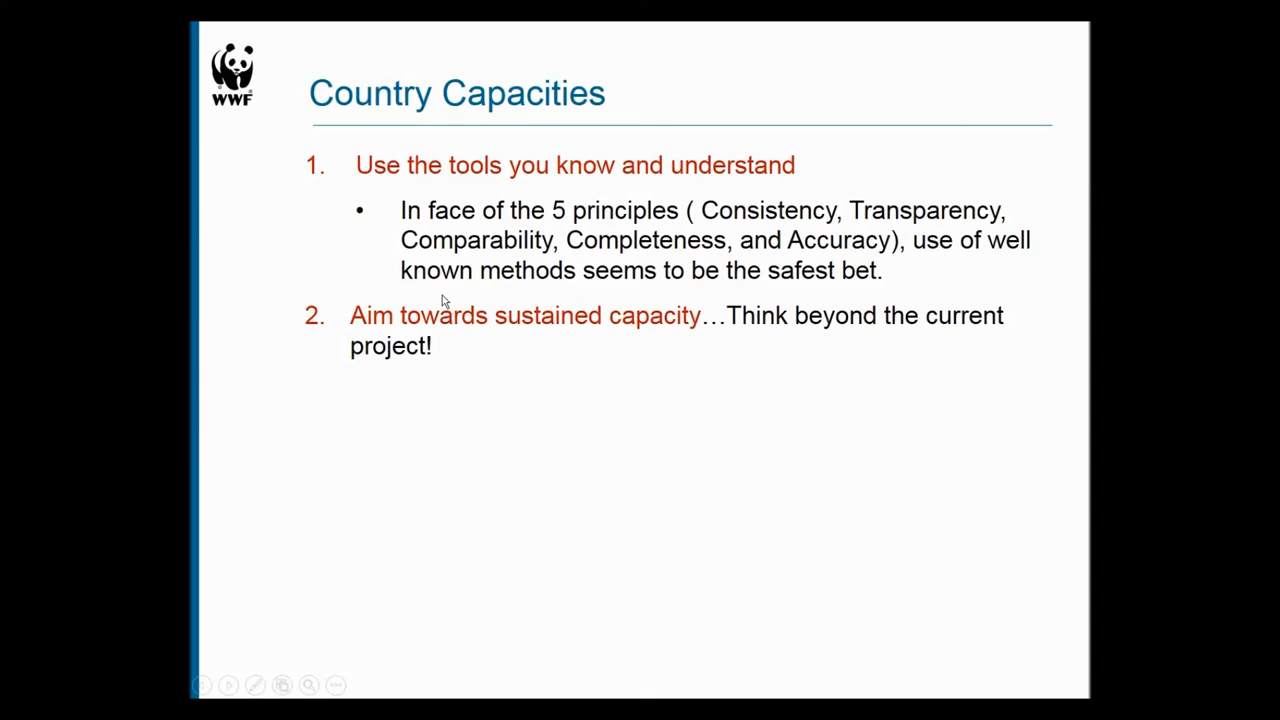 WWF
Country Capacities
1. Use the tools you know and understand
• In face of the 5 principles ( Consistency, Transparency,
Comparability, Completeness, and Accuracy), use of well
known methods seems to be the safest bet.
2. Aim towards sustained capacity…Think beyond the current
project!